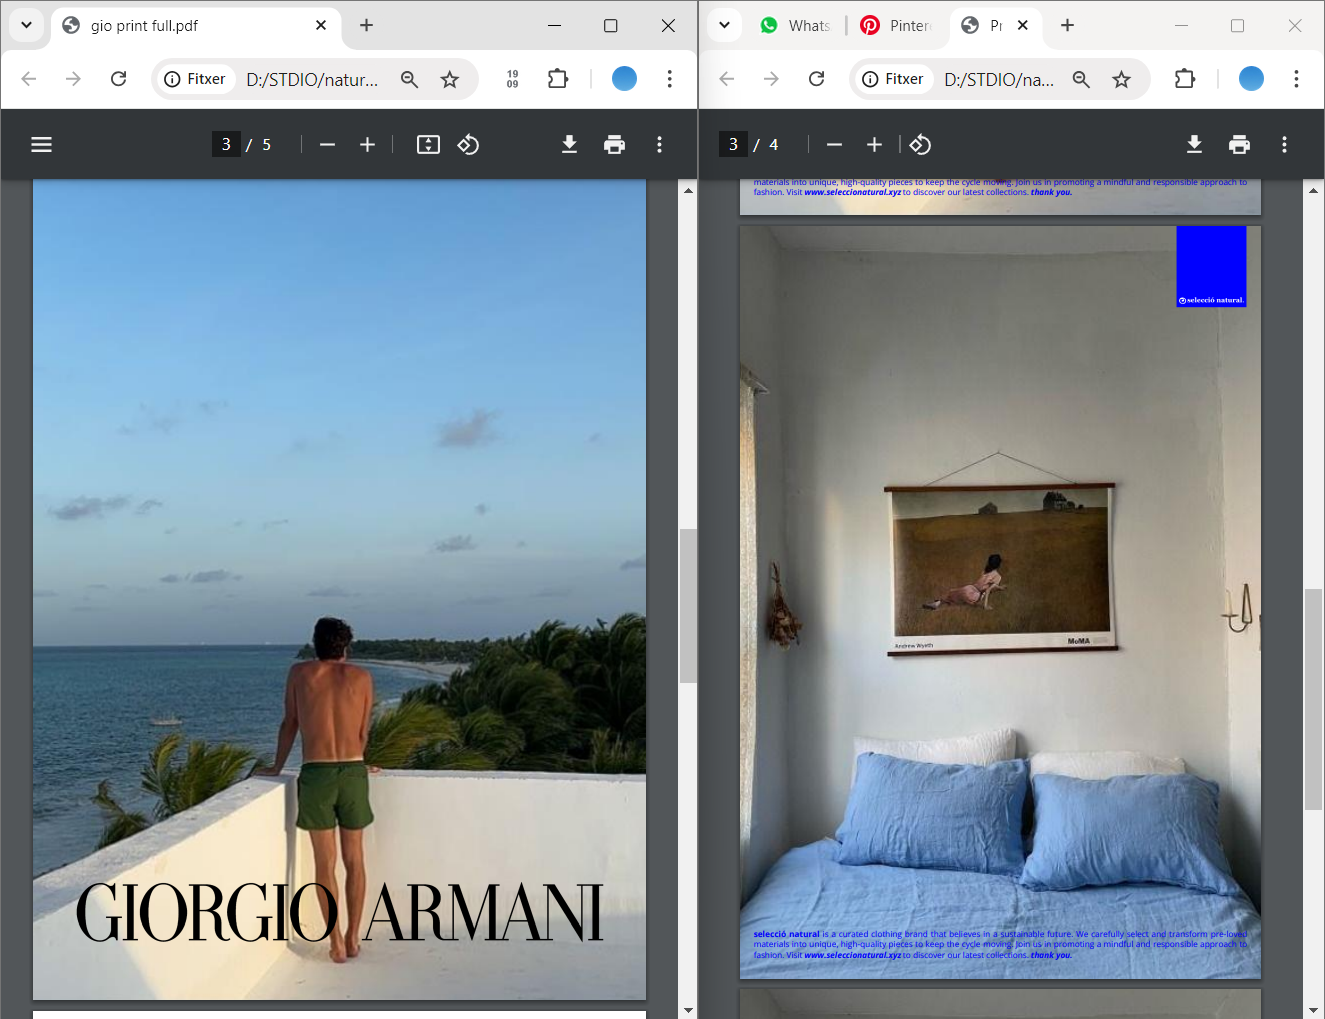 gio print full.pdf
Fitxer
D:/STDIO/natur...
19
09
3 / 5
GIORGIO ARMANI
Whats
Pinter
Pr
Fitxer
D:/STDIO/na...
3 / 4
materials into unique, high-quality pieces to keep the cycle moving. Join us in promoting a mindful and responsible approach to
fashion. Visit www.seleccionatural.xyz to discover our latest collections. thank you.
selecció natural.
MoMA
Andrew Wyeth
selecció natural is a curated clothing brand that believes in a sustainable future. We carefully select and transform pre-loved
materials into unique, high-quality pieces to keep the cycle moving. Join us in promoting a mindful and responsible approach to
fashion. Visit www.seleccionatural.xyz to discover our latest collections. thank you.